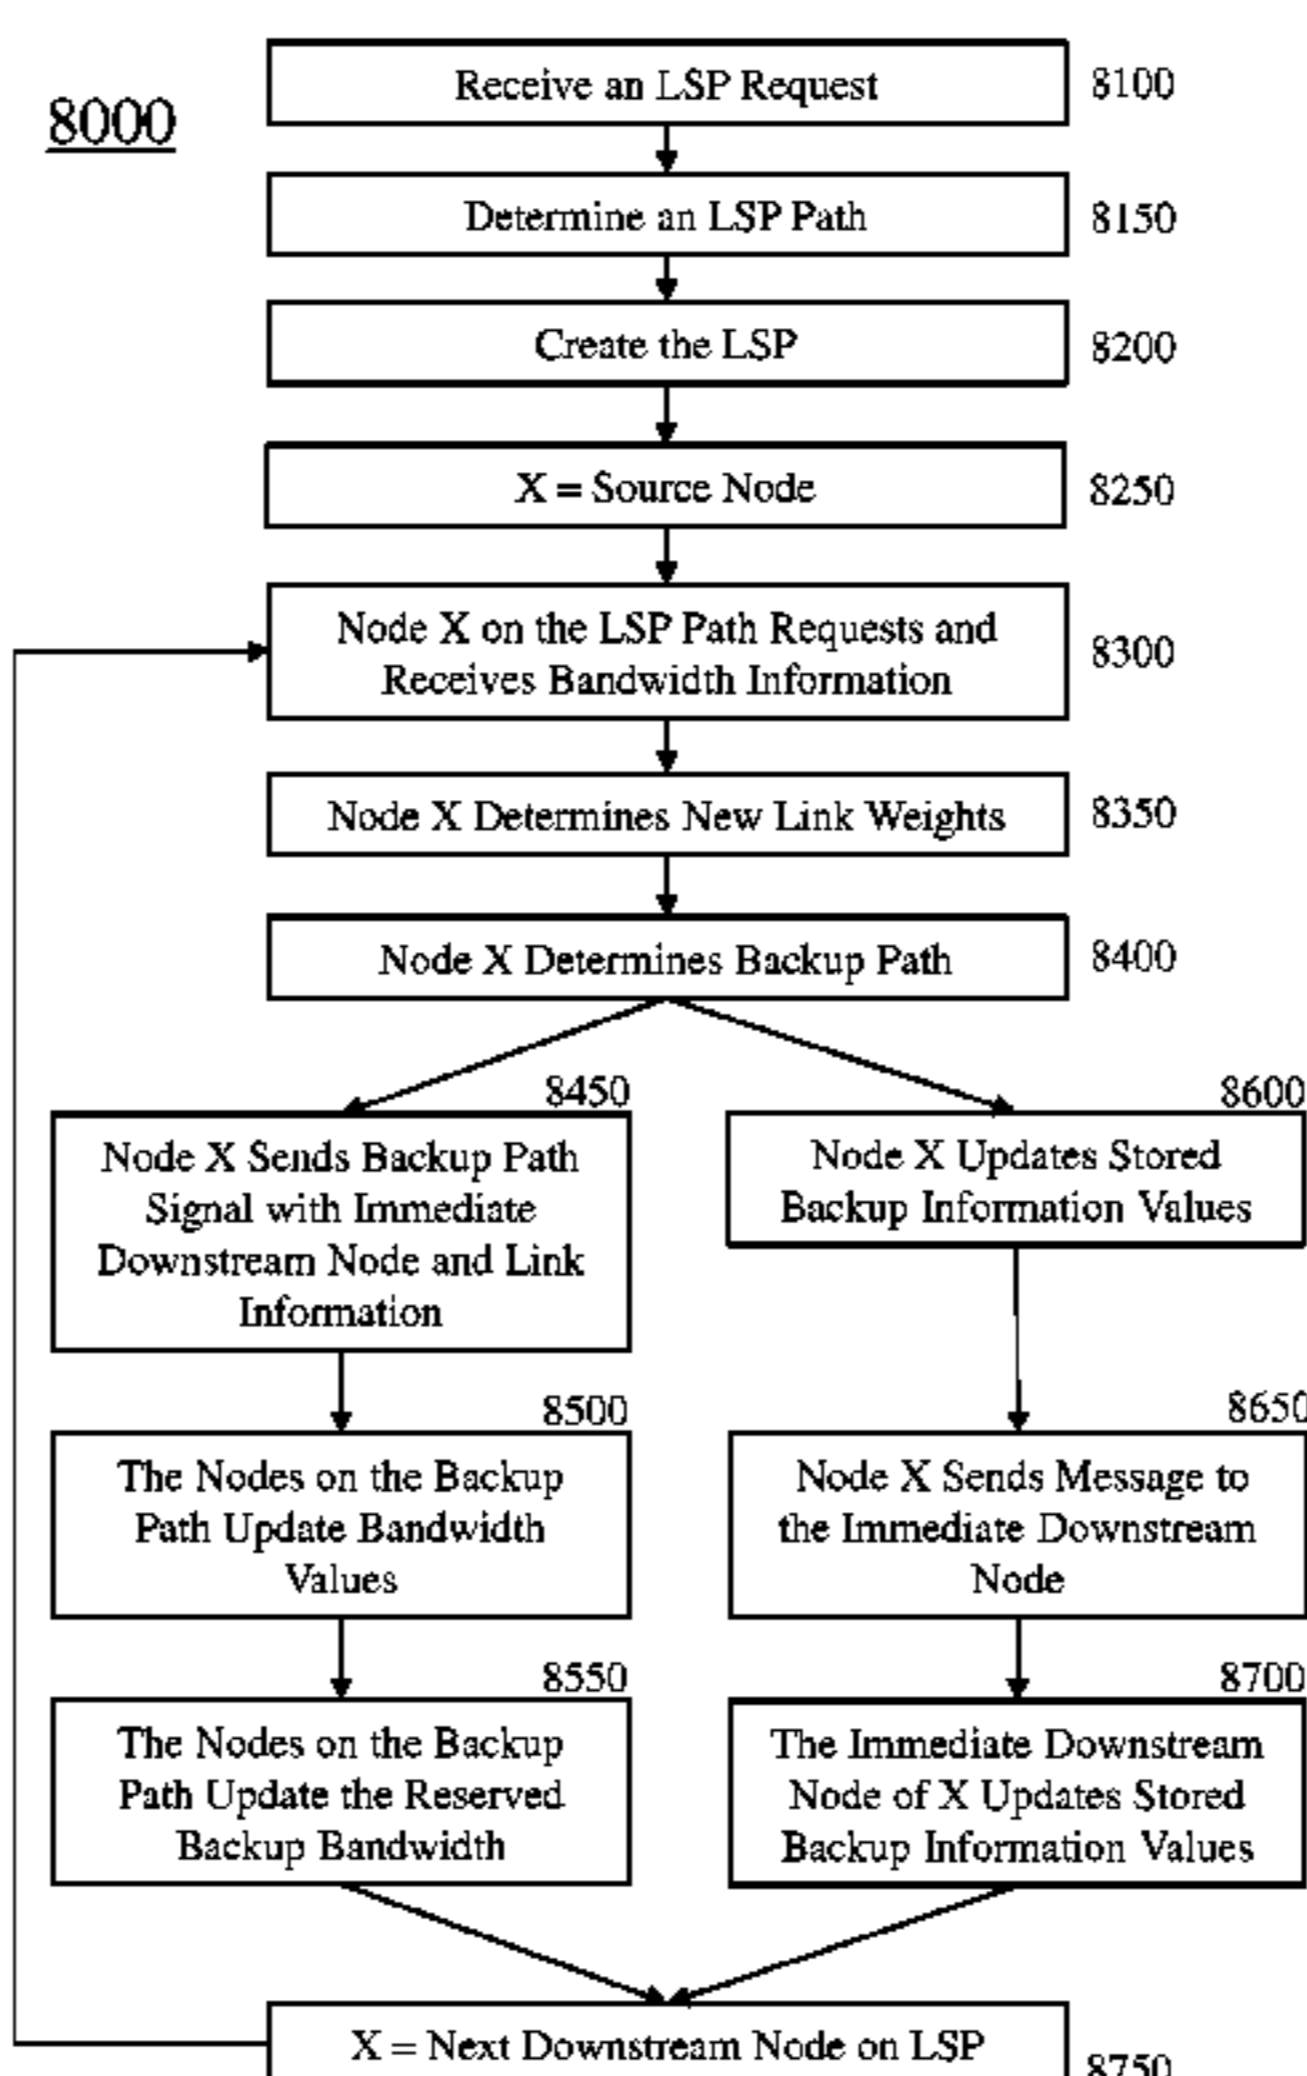 8000
Receive an LSP Request
8100
Determine an LSP Path
8150
Create the LSP
8200
X = Source Node
8250
Node X on the LSP Path Requests and
Receives Bandwidth Information
8300
Node X Determines New Link Weights
8350
Node X Determines Backup Path
8400
8450
Node X Sends Backup Path
Signal with Immediate
Downstream Node and Link
Information
8500
The Nodes on the Backup
Path Update Bandwidth
Values
8550
The Nodes on the Backup
Path Update the Reserved
Backup Bandwidth
8600
Node X Updates Stored
Backup Information Values
8650
Node X Sends Message to
the Immediate Downstream
Node
8700
The Immediate Downstream
Node of X Updates Stored
Backup Information Values
X = Next Downstream Node on LSP
8750